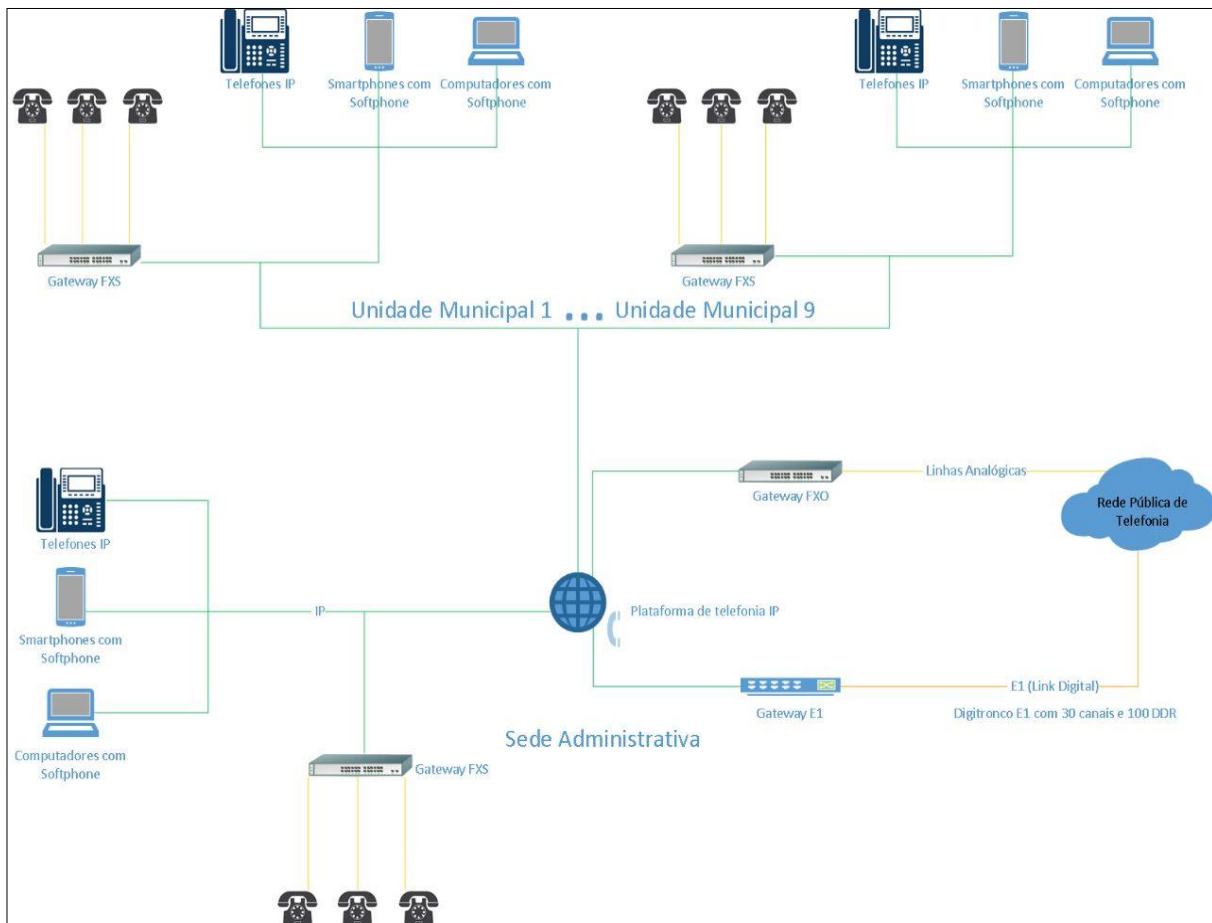 Telefones IP
Smartphones com
Softphone
Computadores com
Softphone
Telefones IP
Smartphones com
Softphone
Computadores com
Softphone
Gateway FXS
Gateway FXS
Unidade Municipal 1 ... Unidade Municipal 9
Gateway FXO
Linhas Analógicas
Rede Pública de
Telefonia
Telefones IP
IP
Plataforma de telefonia IP
Smartphones com
Softphone
Gateway E1
E1 (Link Digital)
Digitronco E1 com 30 canais e 100 DDR
Sede Administrativa
Computadores com
Softphone
Gateway FXS